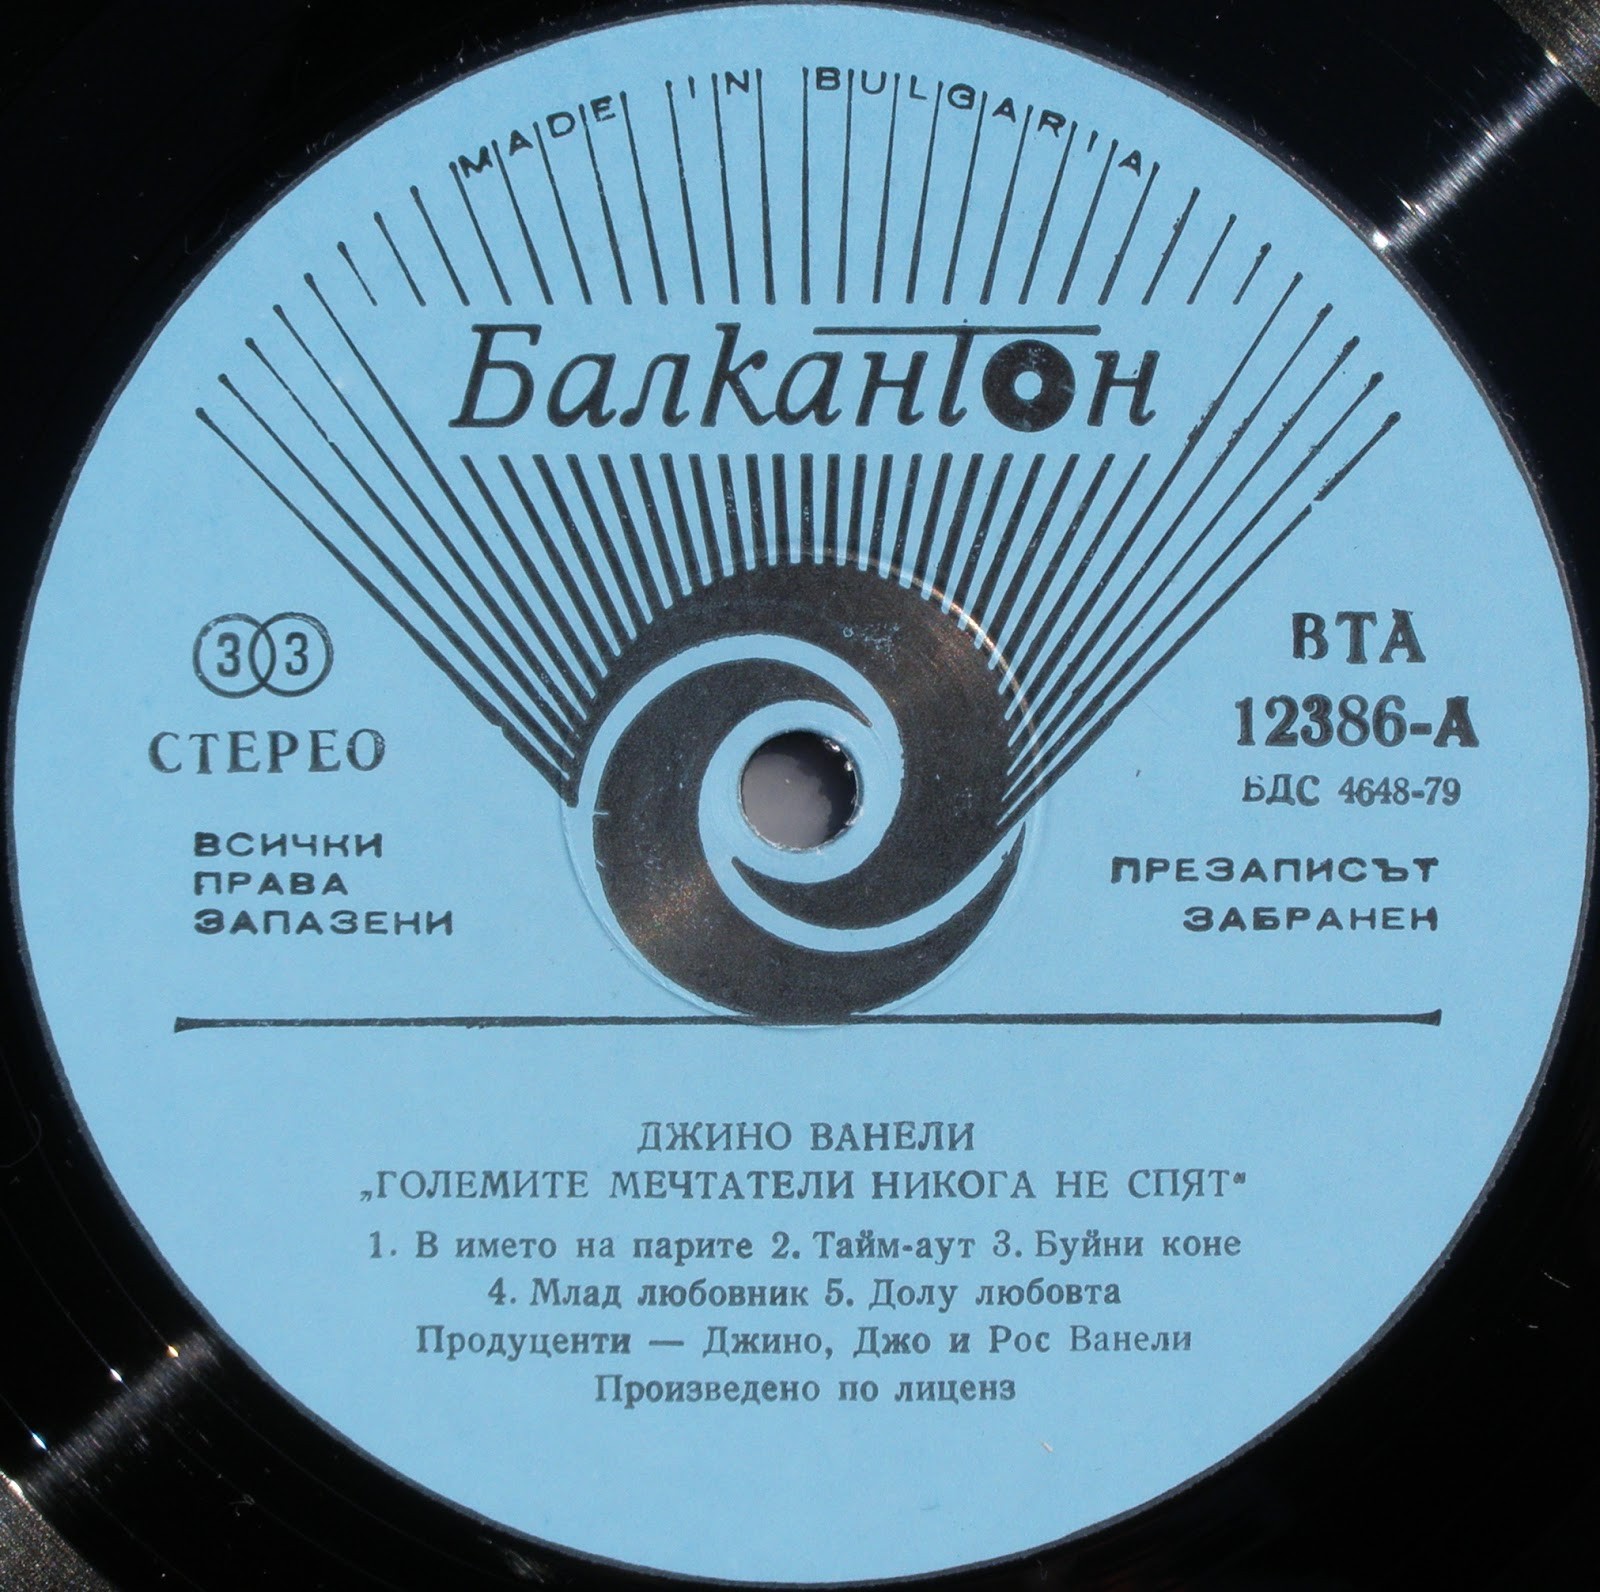 MADE IN BULGARIA
Балкантон
33
СТЕРЕО
ВСИЧКИ
ПРАВА
ЗАПАЗЕНИ
ВТА
12386-А
БДС 4648-79
ПРЕЗАПИСЪТ
ЗАБРАНЕН
ДЖИНО ВАНЕЛИ
„ГОЛЕМИТЕ МЕЧТАТЕЛИ НИКОГА НЕ СПЯТ“
1. В името на парите 2. Тайм-аут 3. Буйни коне
4. Млад любовник 5. Долу любовта
Продуценти — Джино, Джо и Рос Ванели
Произведено по лиценз